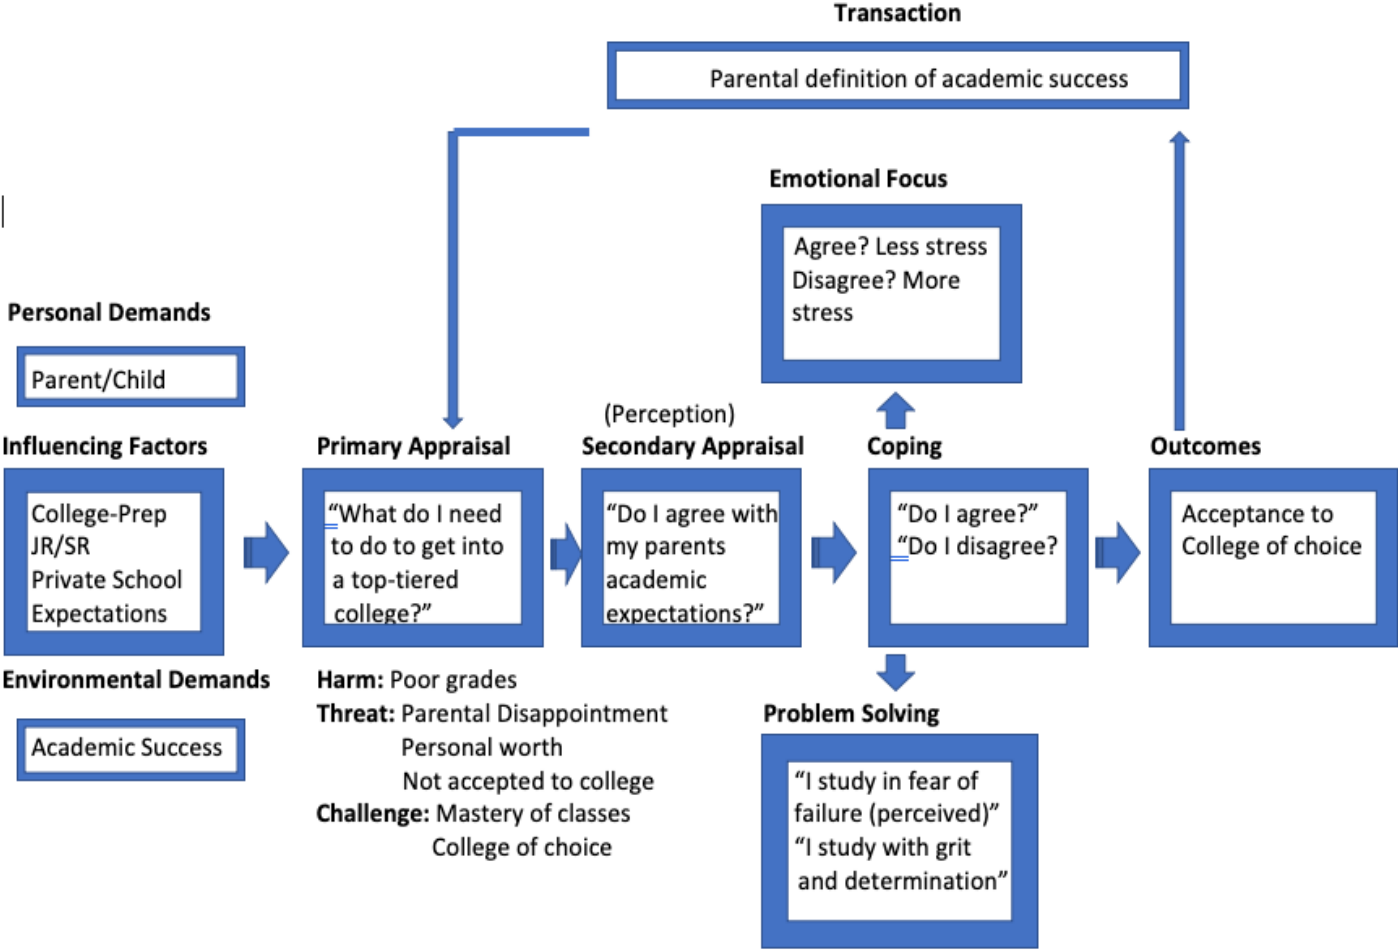 Transaction
Parental definition of academic success
Emotional Focus
Agree? Less stress
Disagree? More
stress
Personal Demands
Parent/Child
(Perception)
Influencing Factors
College-Prep
JR/SR
Private School
Expectations
Primary Appraisal
“What do I need
to do to get into
a top-tiered
college?”
Secondary Appraisal
“Do I agree with
my parents
academic
expectations?”
Coping
“Do I agree?”
“Do I disagree?
Outcomes
Acceptance to
College of choice
Environmental Demands
Academic Success
Harm: Poor grades
Threat: Parental Disappointment
Personal worth
Not accepted to college
Challenge: Mastery of classes
College of choice
Problem Solving
“I study in fear of
failure (perceived)”
“I study with grit
and determination”